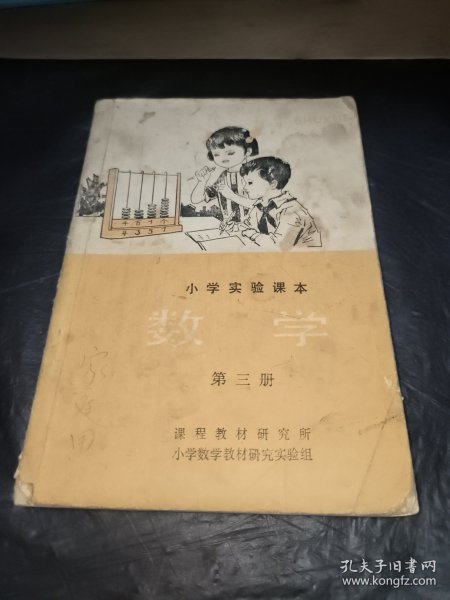 SHUXUE
小学实验课本
数学
第三册
课程教材研究所
小学数学教材研究实验组
孔夫子旧书网
www.kongfz.com